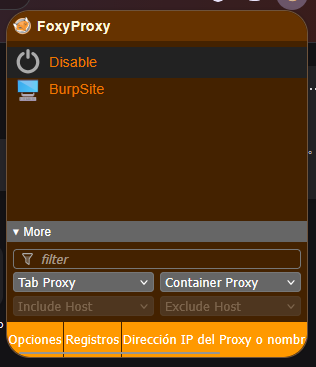 FoxyProxy
Disable
BurpSite
▾ More
filter
Tab Proxy Container Proxy
Include Host Exclude Host
Opciones Registros Dirección IP del Proxy o nombr